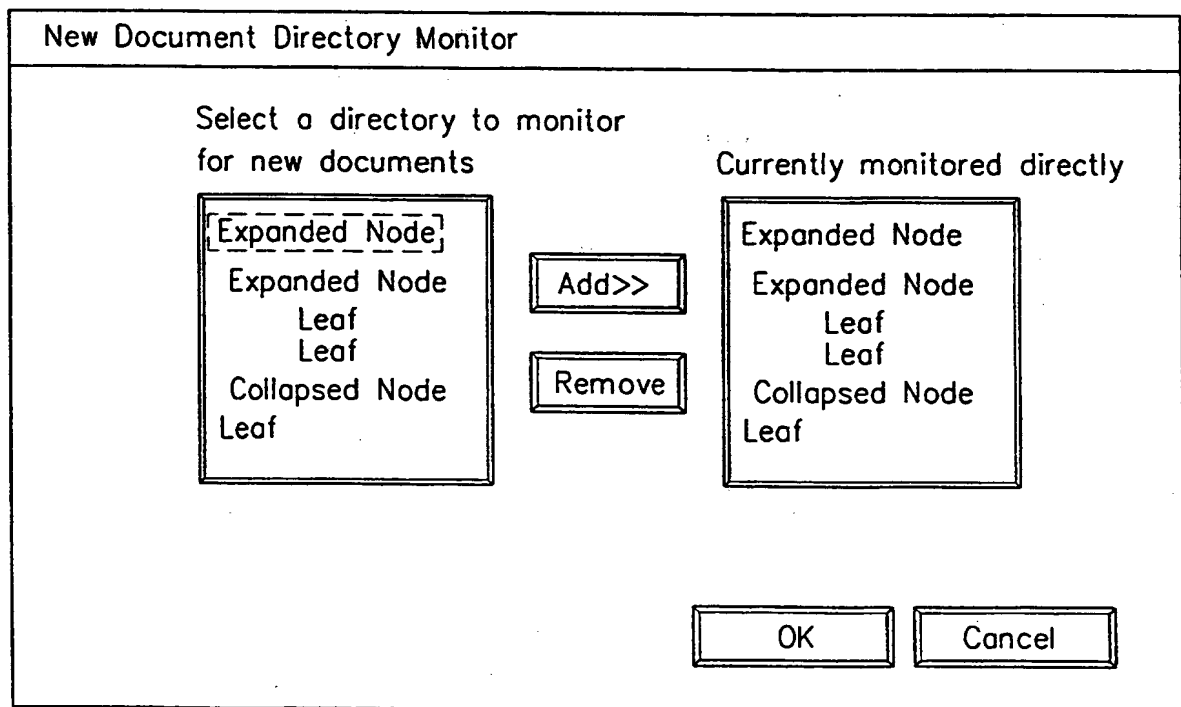 New Document Directory Monitor
Select a directory to monitor
for new documents
Expanded Node
Expanded Node
Leaf
Leaf
Collapsed Node
Leaf
Add>>
Remove
Currently monitored directly
Expanded Node
Expanded Node
Leaf
Leaf
Collapsed Node
Leaf
OK
Cancel